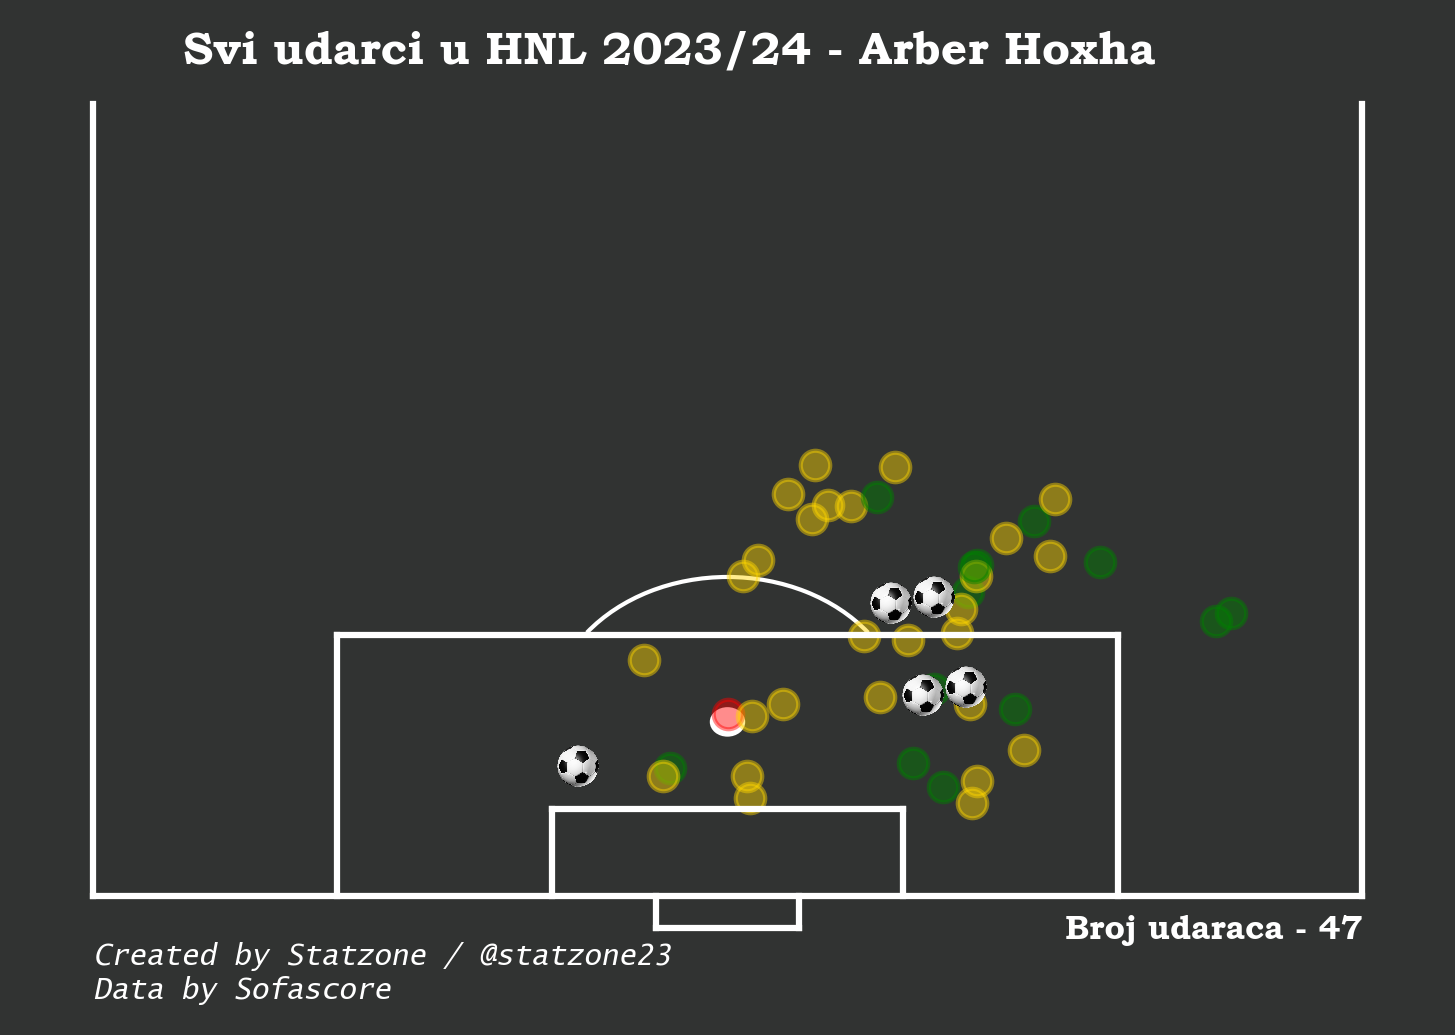 Svi udarci u HNL 2023/24 - Arber Hoxha
Broj udaraca - 47
Created by Statzone / @statzone23
Data by Sofascore